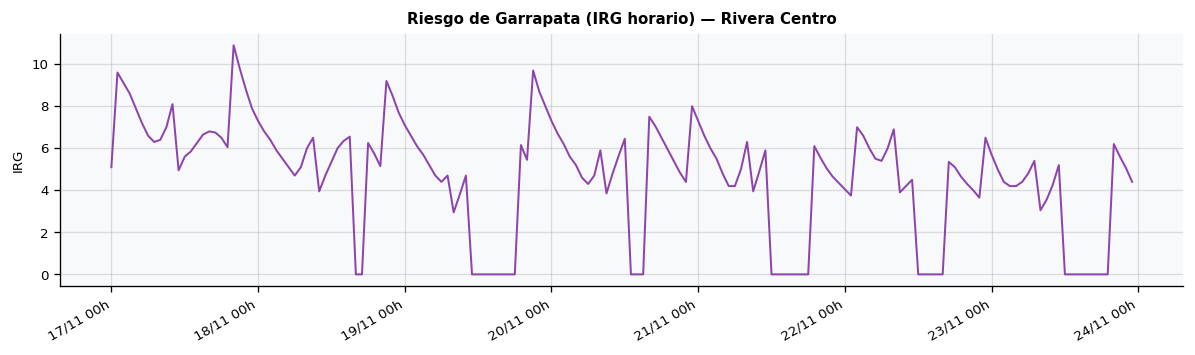 Riesgo de Garrapata (IRG horario) — Rivera Centro
IRG
10
8
6
4
2
0
17/11 00h
18/11 00h
19/11 00h
20/11 00h
21/11 00h
22/11 00h
23/11 00h
24/11 00h